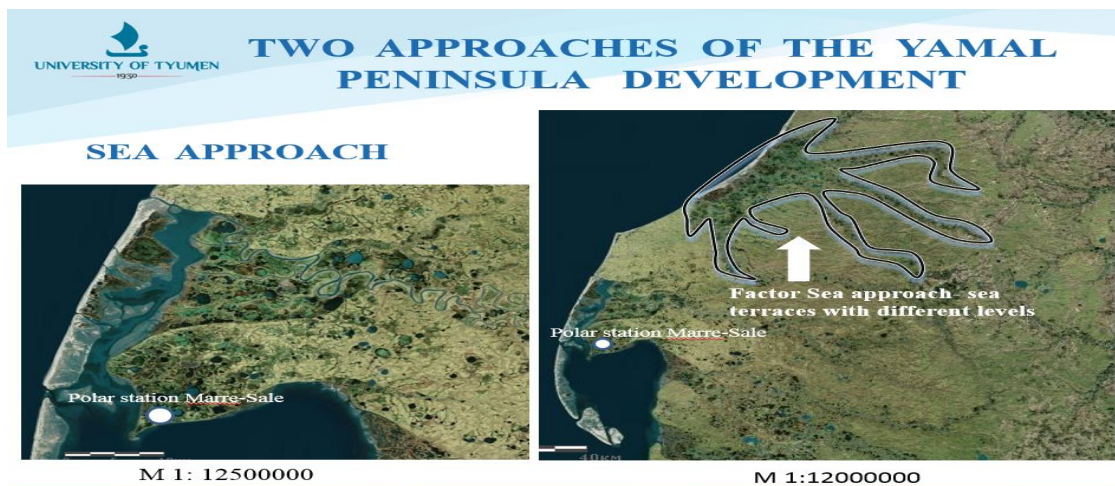 UNIVERSITY OF TYUMEN
1930
TWO APPROACHES OF THE YAMAL
PENINSULA DEVELOPMENT
SEA APPROACH
Polar station Marre-Sale
M 1: 12500000
Factor Sea approach sea
terraces with different levels
Polar station Marre-Sale
40KM
M 1:12000000